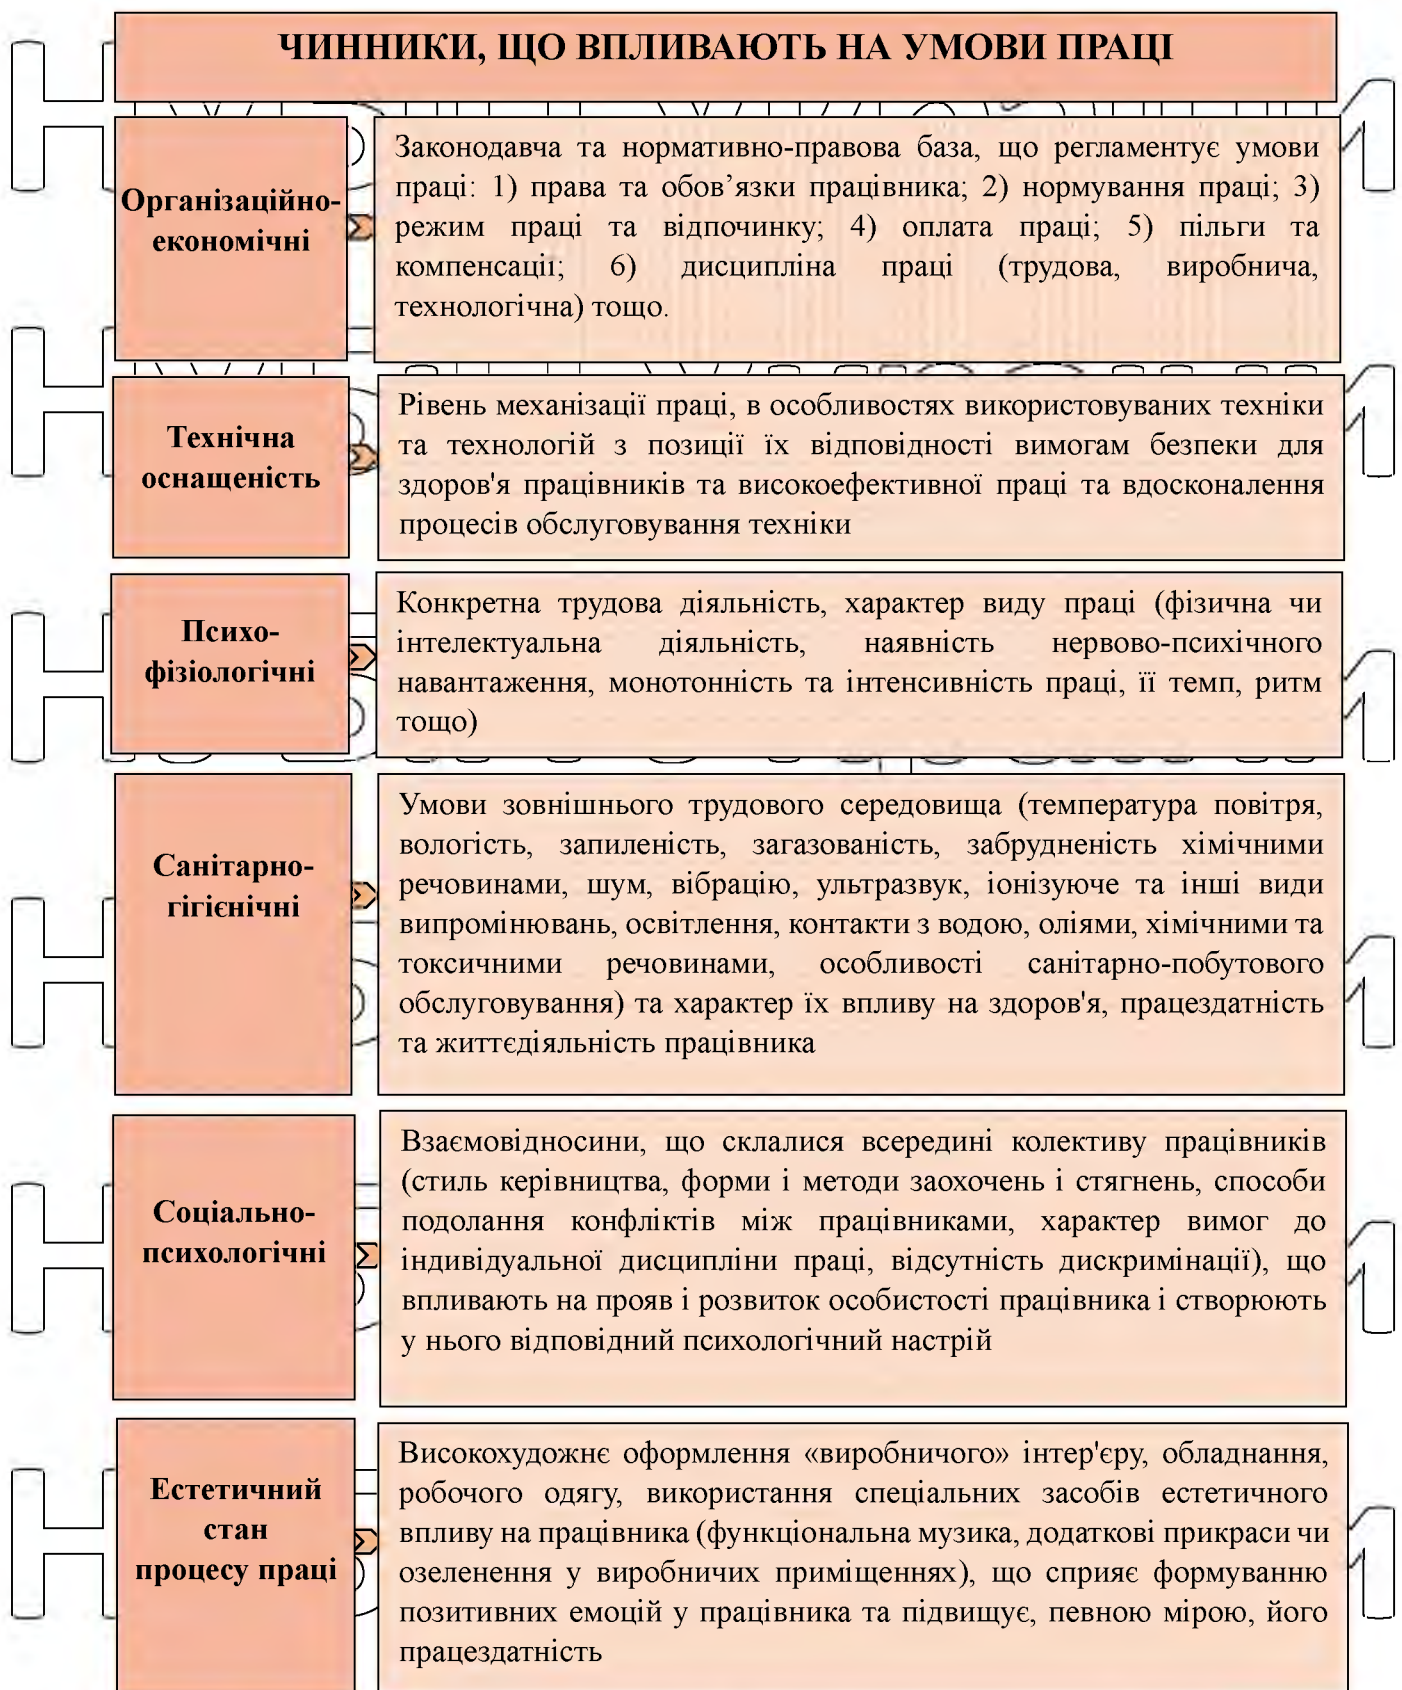 ЧИННИКИ, ЩО ВПЛИВАЮТЬ НА УМОВИ ПРАЦІ
Організаційно-
економічні
Законодавча та нормативно-правова база, що регламентує умови
праці: 1) права та обов’язки працівника; 2) нормування праці; 3)
режим праці та відпочинку; 4) оплата праці; 5) пільги та
компенсації; 6) дисципліна праці (трудова, виробнича,
технологічна) тощо.
Технічна
оснащеність
Рівень механізації праці, в особливостях використовуваних техніки
та технологій з позиції їх відповідності вимогам безпеки для
здоров'я працівників та високоефективної праці та вдосконалення
процесів обслуговування техніки
Психо-
фізіологічні
Конкретна трудова діяльність, характер виду праці (фізична чи
інтелектуальна діяльність, наявність нервово-психічного
навантаження, монотонність та інтенсивність праці, її темп, ритм
тощо)
Санітарно-
гігієнічні
Умови зовнішнього трудового середовища (температура повітря,
вологість, запиленість, загазованість, забрудненість хімічними
речовинами, шум, вібрацію, ультразвук, іонізуюче та інші види
випромінювань, освітлення, контакти з водою, оліями, хімічними та
токсичними речовинами, особливості санітарно-побутового
обслуговування) та характер їх впливу на здоров'я, працездатність
та життєдіяльність працівника
Соціально-
психологічні
Взаємовідносини, що склалися всередині колективу працівників
(стиль керівництва, форми і методи заохочень і стягнень, способи
подолання конфліктів між працівниками, характер вимог до
індивідуальної дисципліни праці, відсутність дискримінації), що
впливають на прояв і розвиток особистості працівника і створюють
у нього відповідний психологічний настрій
Естетичний
стан
процесу праці
Високохудожнє оформлення «виробничого» інтер'єру, обладнання,
робочого одягу, використання спеціальних засобів естетичного
впливу на працівника (функціональна музика, додаткові прикраси чи
озеленення у виробничих приміщеннях), що сприяє формуванню
позитивних емоцій у працівника та підвищує, певною мірою, його
працездатність